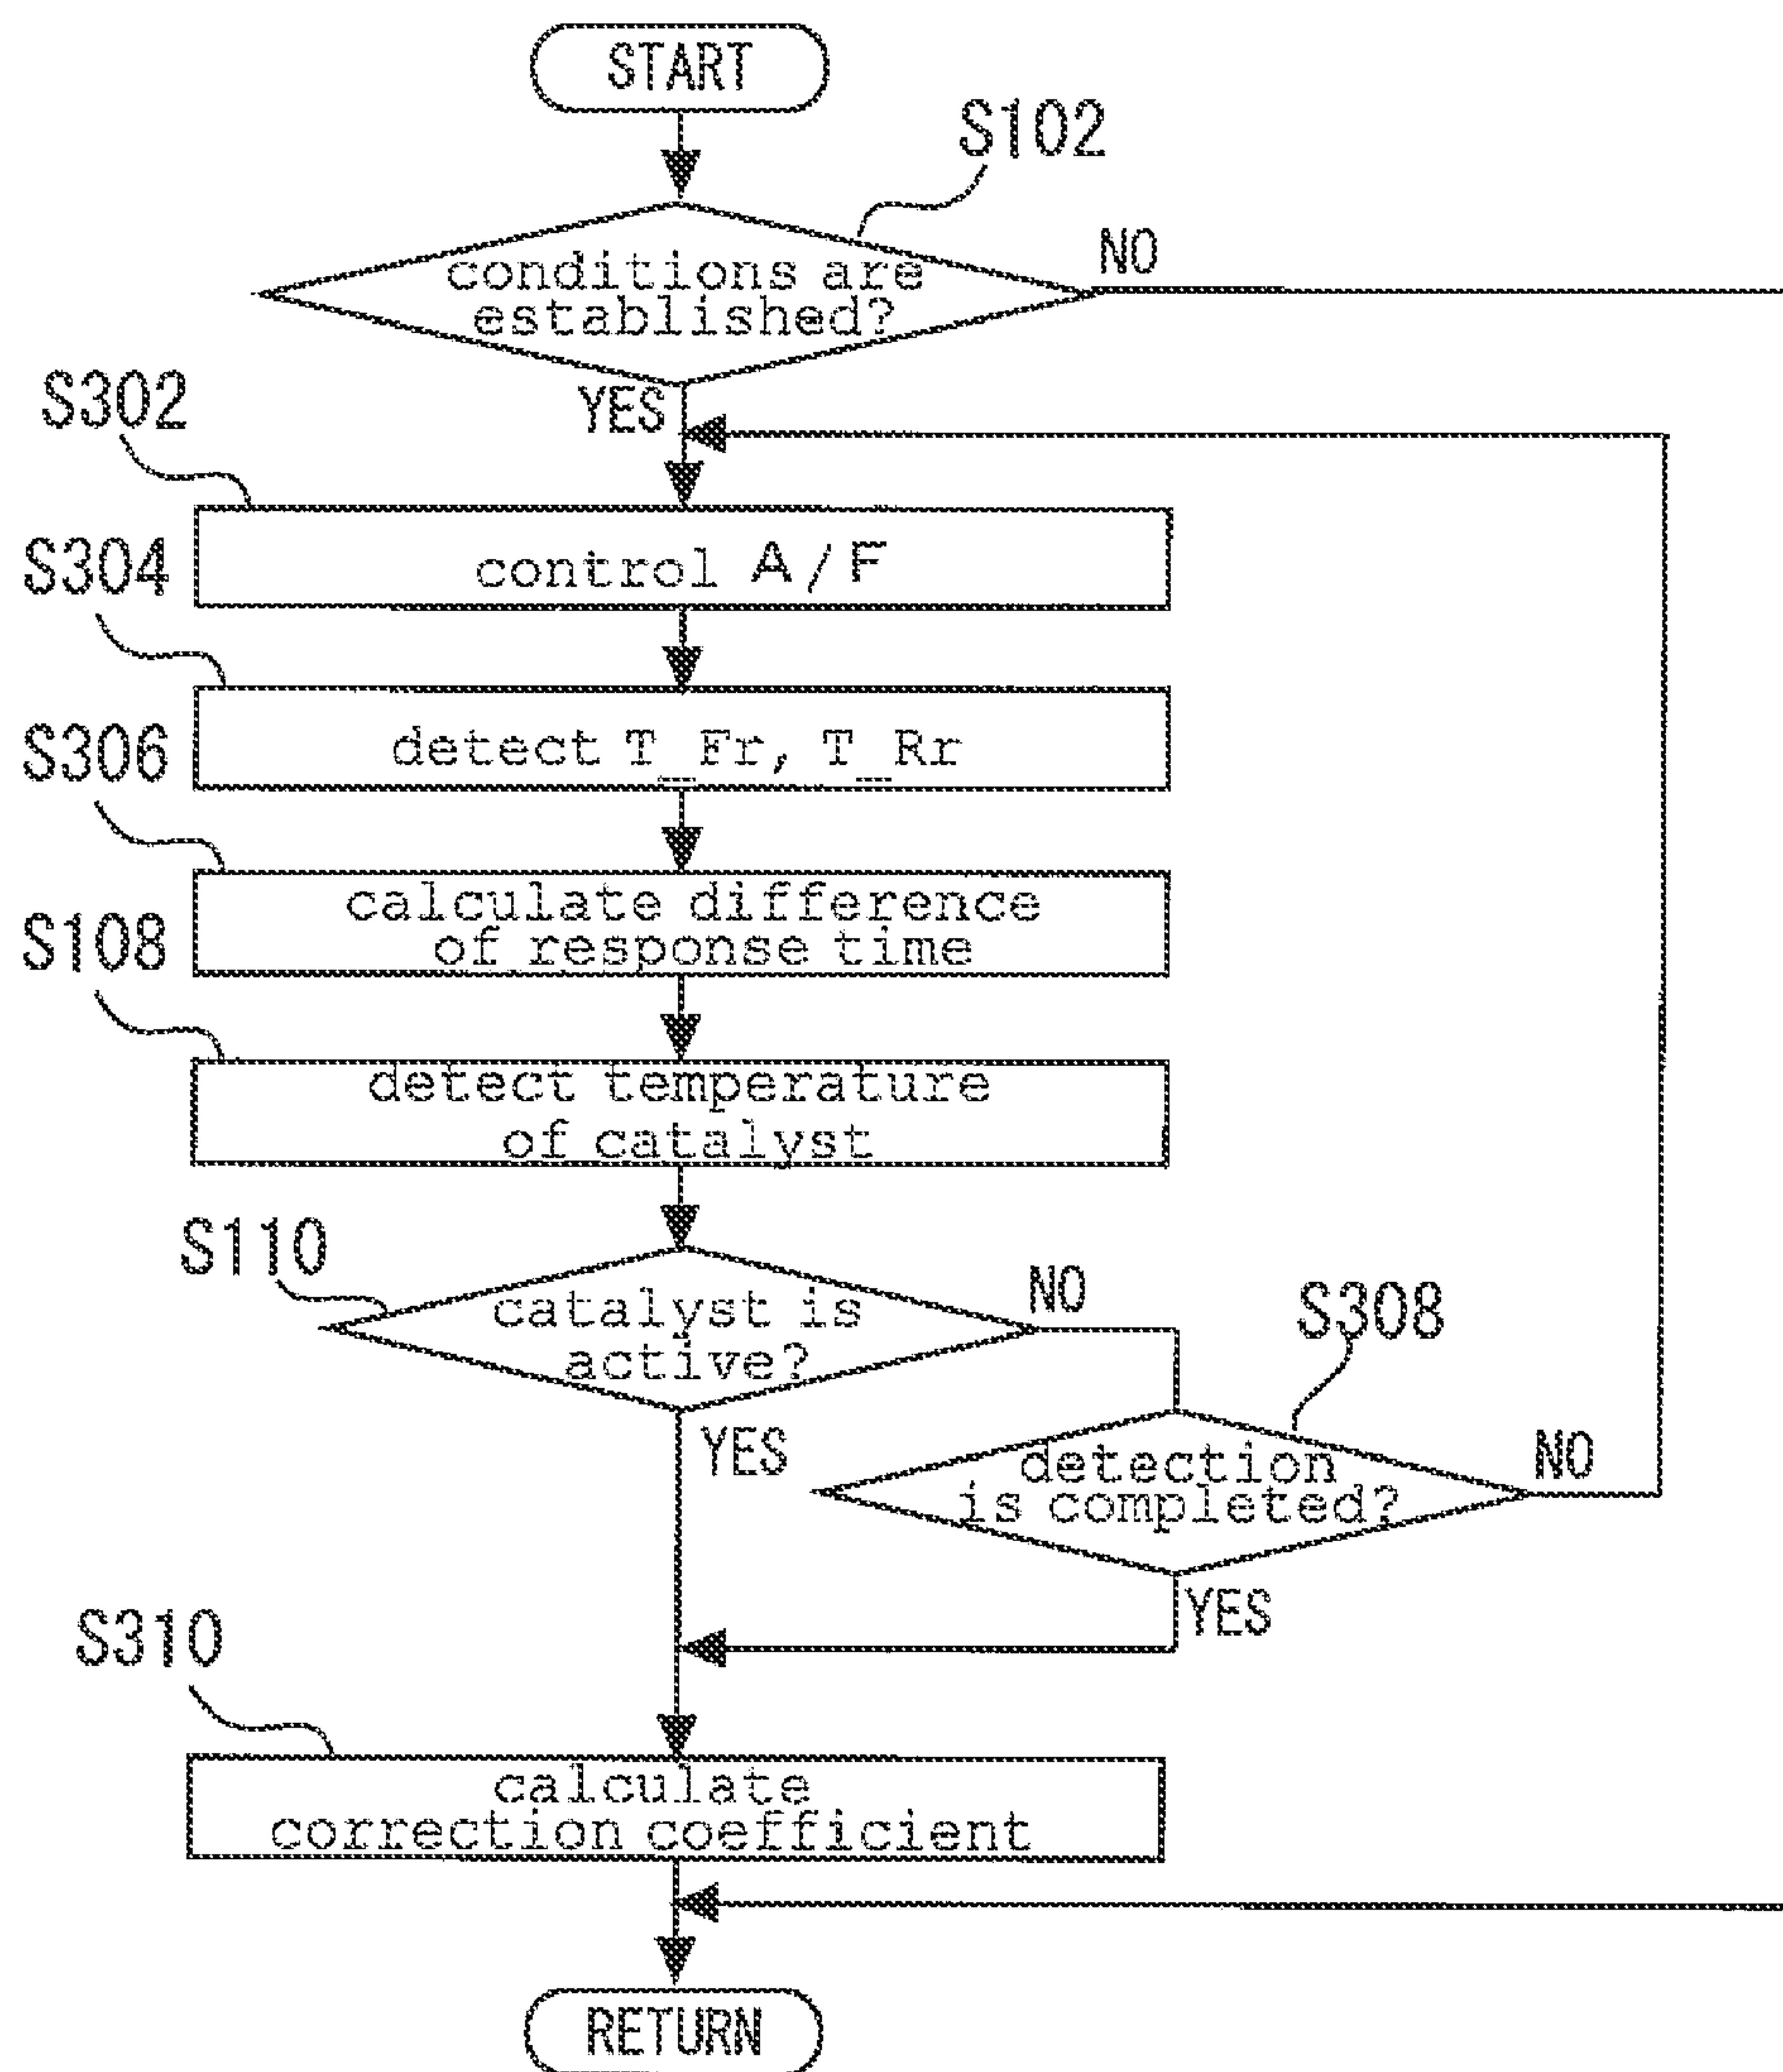 START
S102
conditions are
established?
NO
YES
S302
control A/F
S304
detect T_Fr, T_Rr
S306
calculate difference
of response time
S108
detect temperature
of catalyst
S110
catalyst is
active?
NO
YES
S308
detection
is completed?
NO
YES
S310
calculate
correction coefficient
RETURN